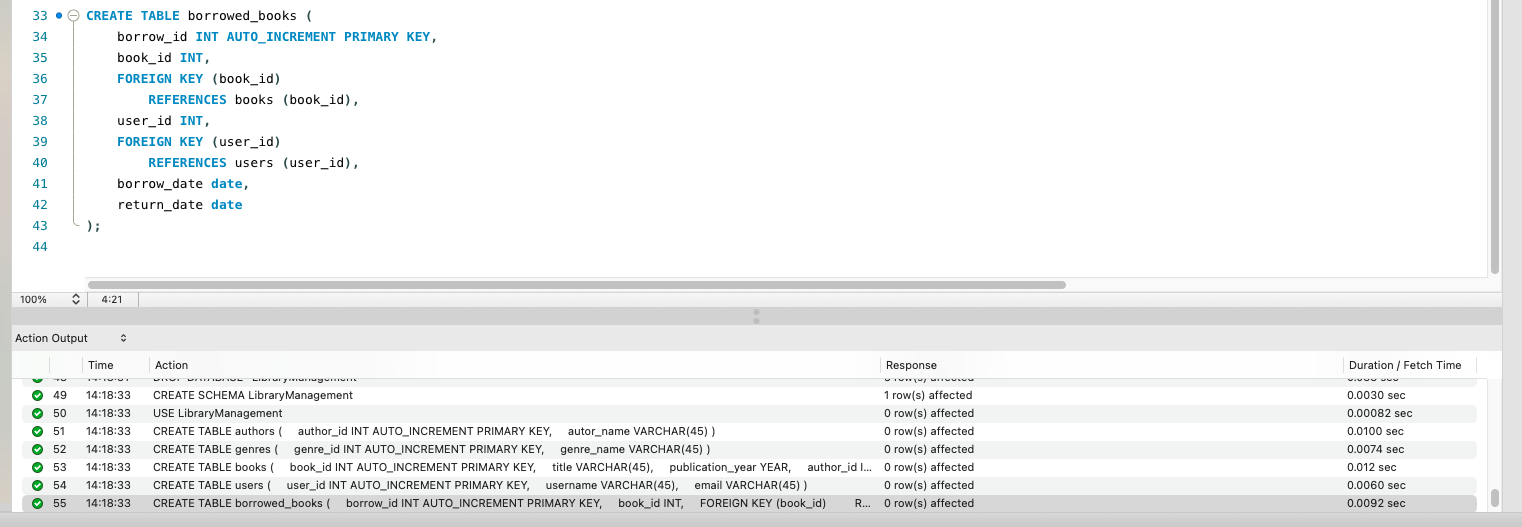 33 CREATE TABLE borrowed_books (
34 borrow_id INT AUTO_INCREMENT PRIMARY KEY,
35 book_id INT,
36 FOREIGN KEY (book_id)
37 REFERENCES books (book_id),
38 user_id INT,
39 FOREIGN KEY (user_id)
40 REFERENCES users (user_id),
41 borrow_date date,
42 return_date date
43 );
44
100% 4:21
Action Output
Time Action Response Duration / Fetch Time
49 14:18:33 CREATE SCHEMA LibraryManagement 1 row(s) affected 0.0030 sec
50 14:18:33 USE LibraryManagement 0 row(s) affected 0.00082 sec
51 14:18:33 CREATE TABLE authors ( author_id INT AUTO_INCREMENT PRIMARY KEY, autor_name VARCHAR(45) ) 0 row(s) affected 0.0100 sec
52 14:18:33 CREATE TABLE genres ( genre_id INT AUTO_INCREMENT PRIMARY KEY, genre_name VARCHAR(45) ) 0 row(s) affected 0.0074 sec
53 14:18:33 CREATE TABLE books ( book_id INT AUTO_INCREMENT PRIMARY KEY, title VARCHAR(45), publication_year YEAR, author_id I... 0 row(s) affected 0.012 sec
54 14:18:33 CREATE TABLE users ( user_id INT AUTO_INCREMENT PRIMARY KEY, username VARCHAR(45), email VARCHAR(45) ) 0 row(s) affected 0.0060 sec
55 14:18:33 CREATE TABLE borrowed_books ( borrow_id INT AUTO_INCREMENT PRIMARY KEY, book_id INT, FOREIGN KEY (book_id) R... 0 row(s) affected 0.0092 sec